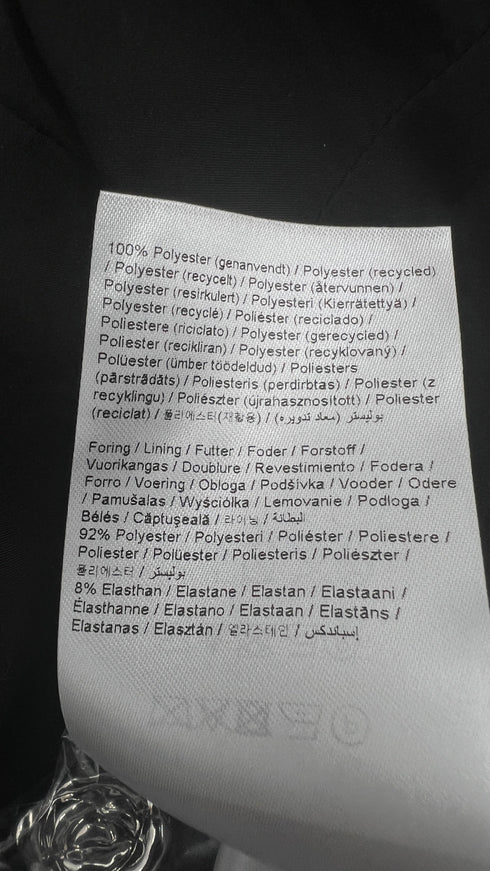 100% Polyester (genanvendt) / Polyester (recycled)
/ Polyester (recycelt) / Polyester (återvunnen) /
Polyester (resirkulert) / Polyesteri (Kierrätettyä) /
Polyester (recyclé) / Poliéster (reciclado) /
Poliestere (riciclato) / Polyester (gerecycled) /
Poliester (recikliran) / Polyester (recyklovaný) /
Polüester (ümber töödeldud) / Poliesters
(pārstrādāts) / Poliesteris (perdirbtas) / Poliester (z
recyklingu) / Poliészter (újrahasznosított) / Poliester
(reciclat) / 폴리에스터(재활용) / بوليستر (معاد تدويره)
Foring / Lining / Futter / Foder / Forstoff /
Vuorikangas / Doublure / Revestimiento / Fodera /
Forro / Voering / Obloga / Podšívka / Vooder / Odere
/ Pamušalas / Wyściółka / Lemovanie / Podloga /
Bélés / Căptuşeală / 라이닝 / البطانة
92% Polyester / Polyesteri / Poliéster / Poliestere /
Poliester / Polüester / Poliesteris / Poliészter /
폴리에스터 / بوليستر
8% Elasthan / Elastane / Elastan / Elastaani /
Élasthanne / Elastano / Elastaan / Elastāns /
Elastanas / Elasztán / 엘라스테인 / إسباندكس